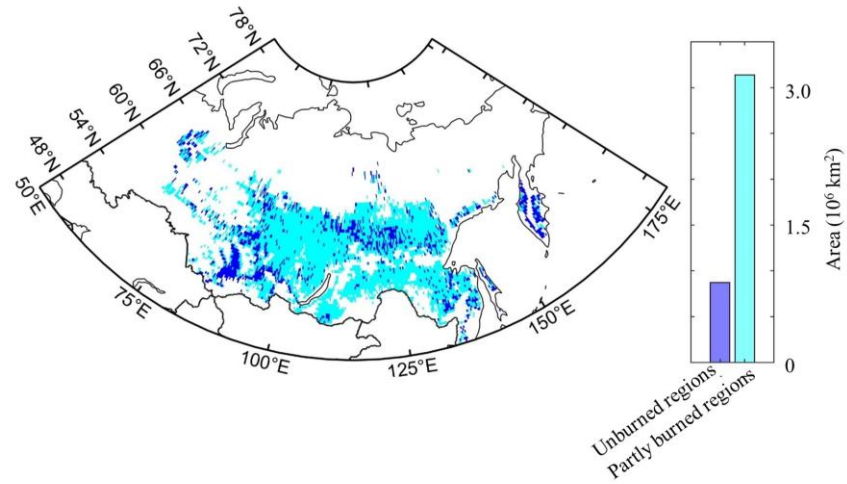 78°N
72°N
66°N
60°N
54°N
48°N
50°E
75°E
100°E
125°E
150°E
175°E
3.0
1.5
0
Area (10⁶ km²)
Unburned regions
Partly burned regions